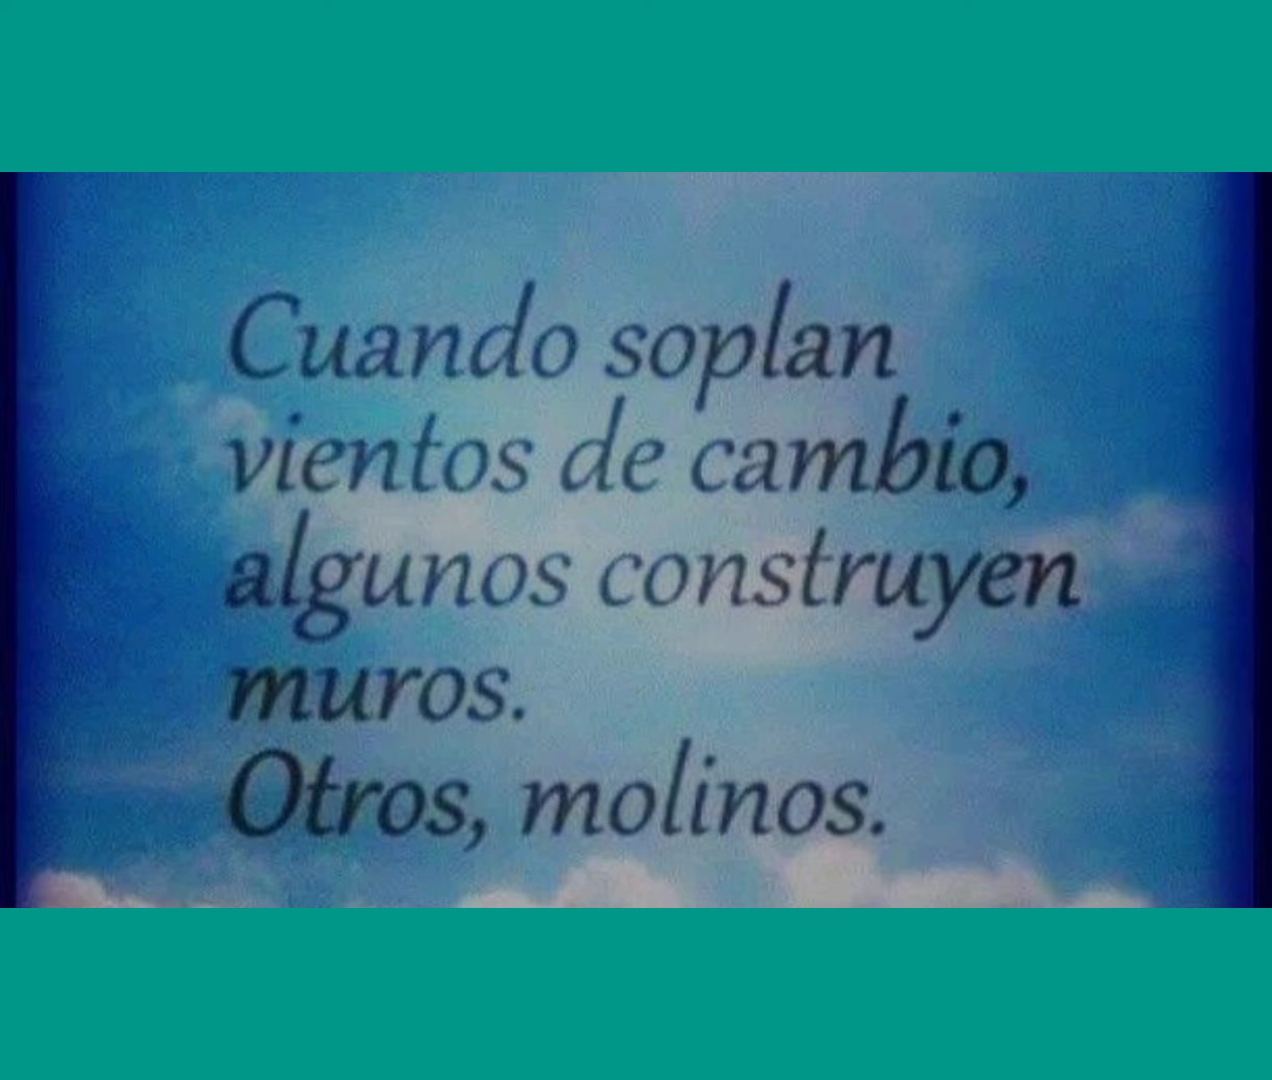 Cuando soplan
vientos de cambio,
algunos construyen
muros.
Otros, molinos.